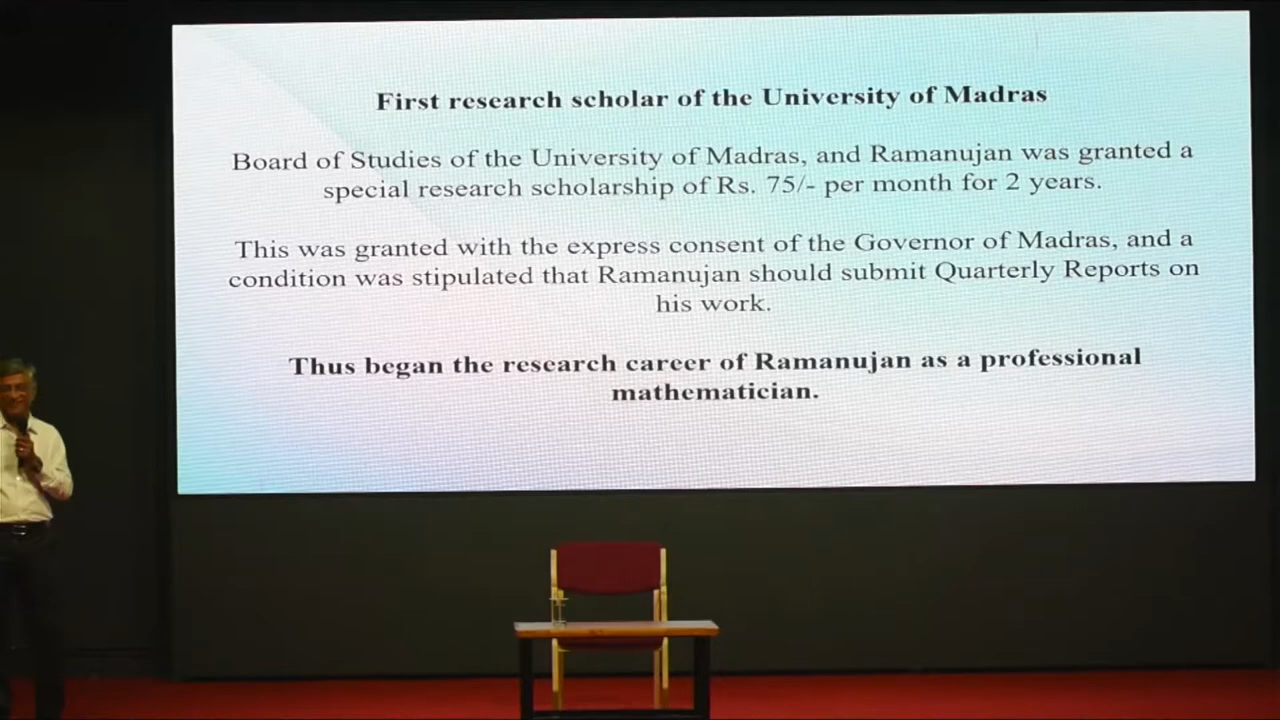 First research scholar of the University of Madras
Board of Studies of the University of Madras, and Ramanujan was granted a
special research scholarship of Rs. 75/- per month for 2 years.
This was granted with the express consent of the Governor of Madras, and a
condition was stipulated that Ramanujan should submit Quarterly Reports on
his work.
Thus began the research career of Ramanujan as a professional
mathematician.